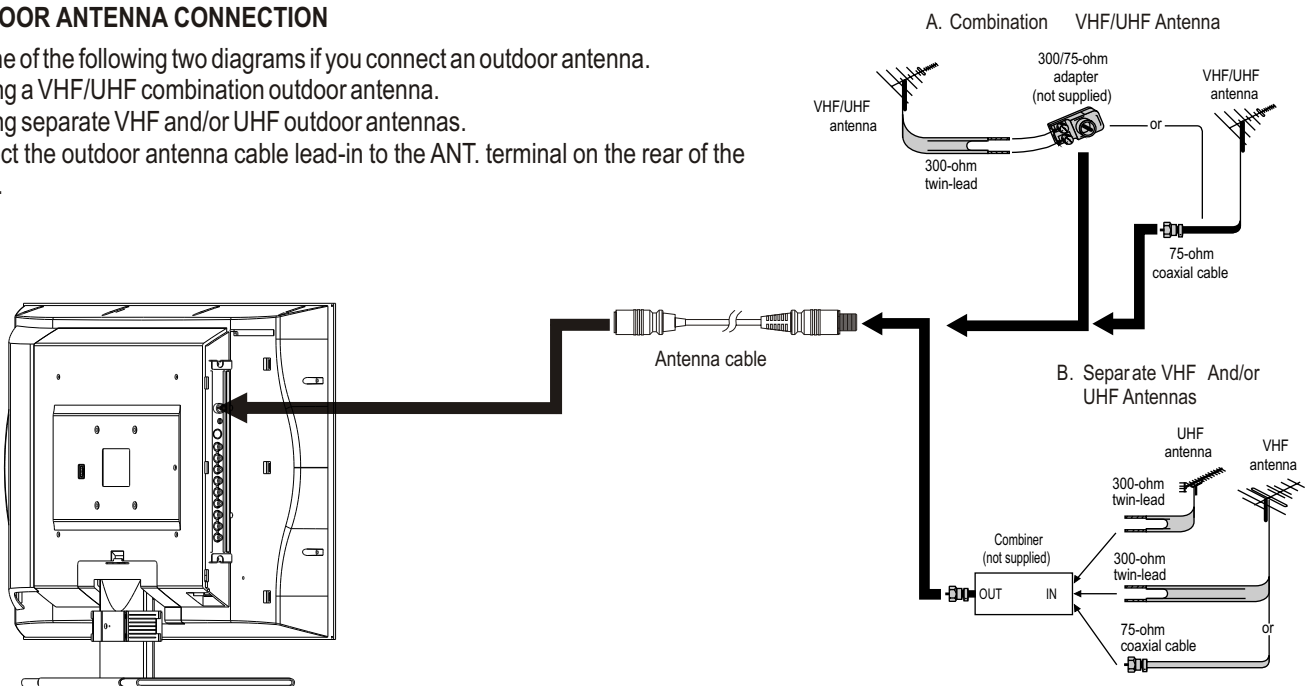 OOR ANTENNA CONNECTION
ne of the following two diagrams if you connect an outdoor antenna.
ng a VHF/UHF combination outdoor antenna.
ng separate VHF and/or UHF outdoor antennas.
ct the outdoor antenna cable lead-in to the ANT. terminal on the rear of the
.
A. Combination VHF/UHF Antenna
300/75-ohm
adapter
(not supplied)
VHF/UHF
antenna
VHF/UHF
antenna
or
300-ohm
twin-lead
75-ohm
coaxial cable
Antenna cable
B. Separate VHF And/or
UHF Antennas
UHF
antenna
VHF
antenna
300-ohm
twin-lead
Combiner
(not supplied)
300-ohm
twin-lead
OUT IN
75-ohm
coaxial cable
or